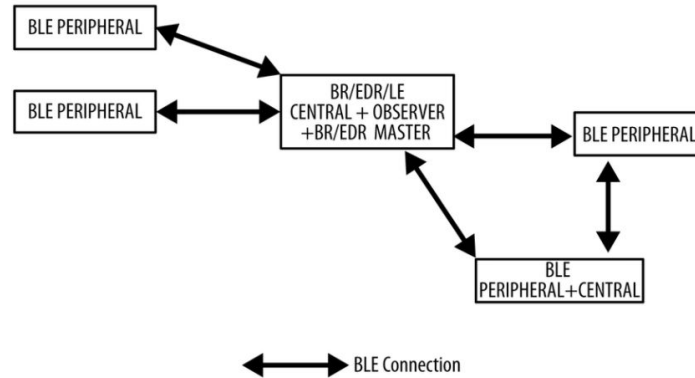 BLE PERIPHERAL
BLE PERIPHERAL
BR/EDR/LE
CENTRAL + OBSERVER
+BR/EDR MASTER
BLE PERIPHERAL
BLE
PERIPHERAL+CENTRAL
BLE Connection